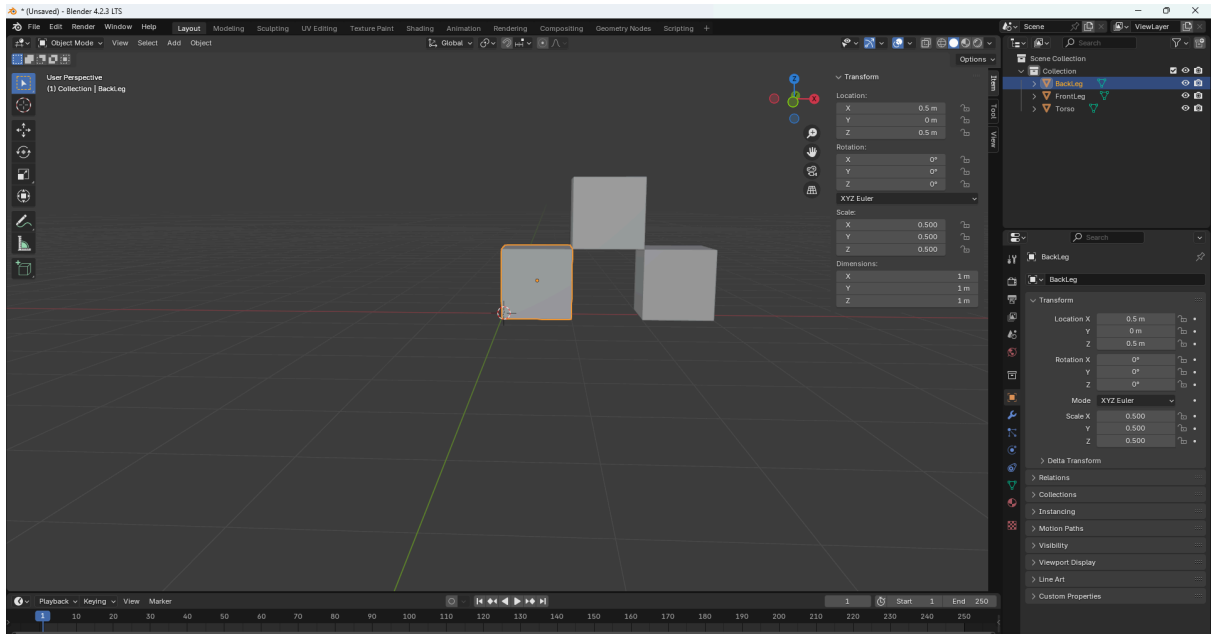 * (Unsaved) - Blender 4.2.3 LTS
File Edit Render Window Help Layout Modeling Sculpting UV Editing Texture Paint Shading Animation Rendering Compositing Geometry Nodes Scripting + Scene ViewLayer
Object Mode View Select Add Object Global Search
Options
User Perspective
(1) Collection | BackLeg
Z
X
Transform
Location:
X 0.5 m
Y 0 m
Z 0.5 m
Rotation:
X 0°
Y 0°
Z 0°
XYZ Euler
Scale:
X 0.500
Y 0.500
Z 0.500
Dimensions:
X 1 m
Y 1 m
Z 1 m
Item
Tool
View
Scene Collection
Collection
BackLeg
FrontLeg
Torso
Search
BackLeg
BackLeg
Transform
Location X 0.5 m
Y 0 m
Z 0.5 m
Rotation X 0°
Y 0°
Z 0°
Mode XYZ Euler
Scale X 0.500
Y 0.500
Z 0.500
Delta Transform
Relations
Collections
Instancing
Motion Paths
Visibility
Viewport Display
Line Art
Custom Properties
Playback Keying View Marker 1 Start 1 End 250
1 10 20 30 40 50 60 70 80 90 100 110 120 130 140 150 160 170 180 190 200 210 220 230 240 250